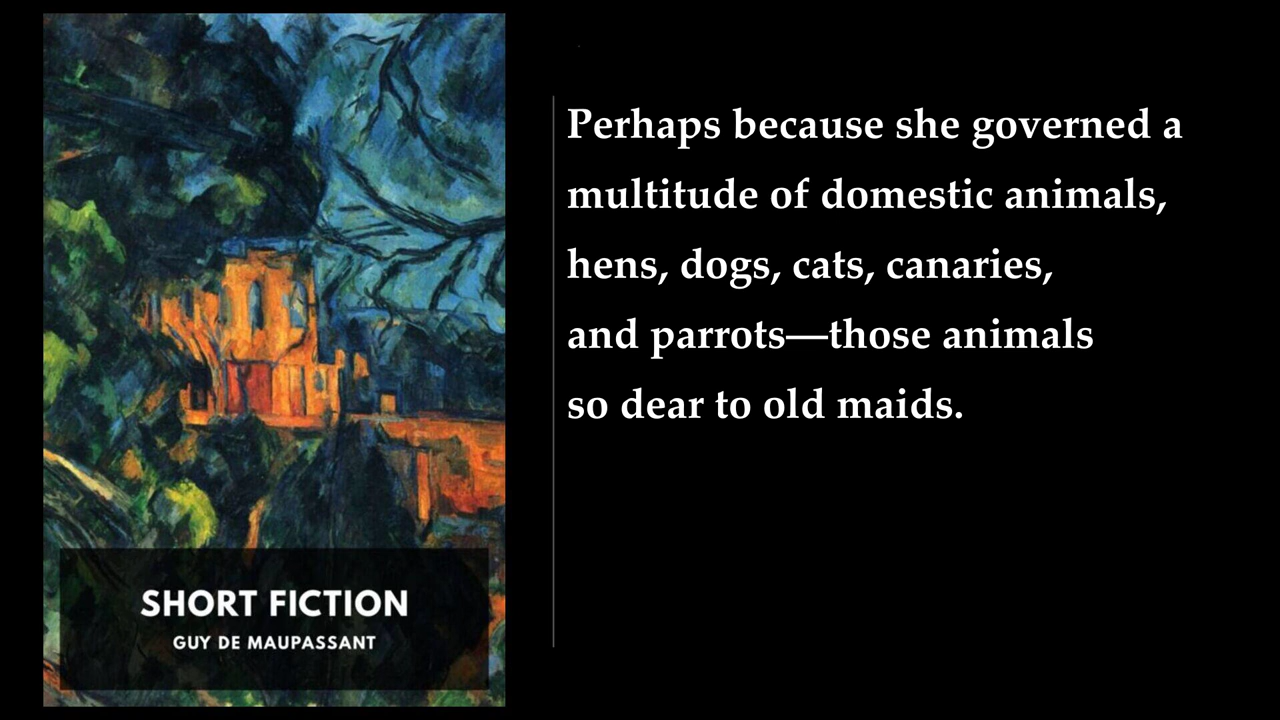 Perhaps because she governed a
multitude of domestic animals,
hens, dogs, cats, canaries,
and parrots—those animals
so dear to old maids.
SHORT FICTION
GUY DE MAUPASSANT